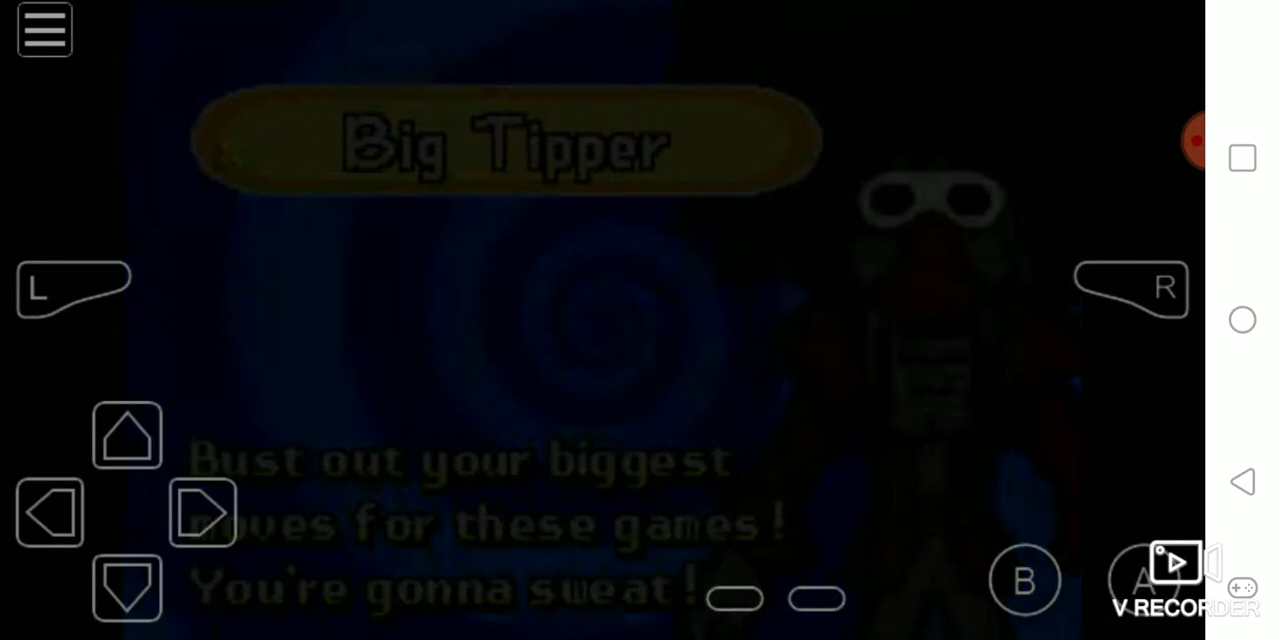 Big Tipper
L
R
Bust out your biggest
moves for these games!
You're gonna sweat!
B
A
V RECORDER